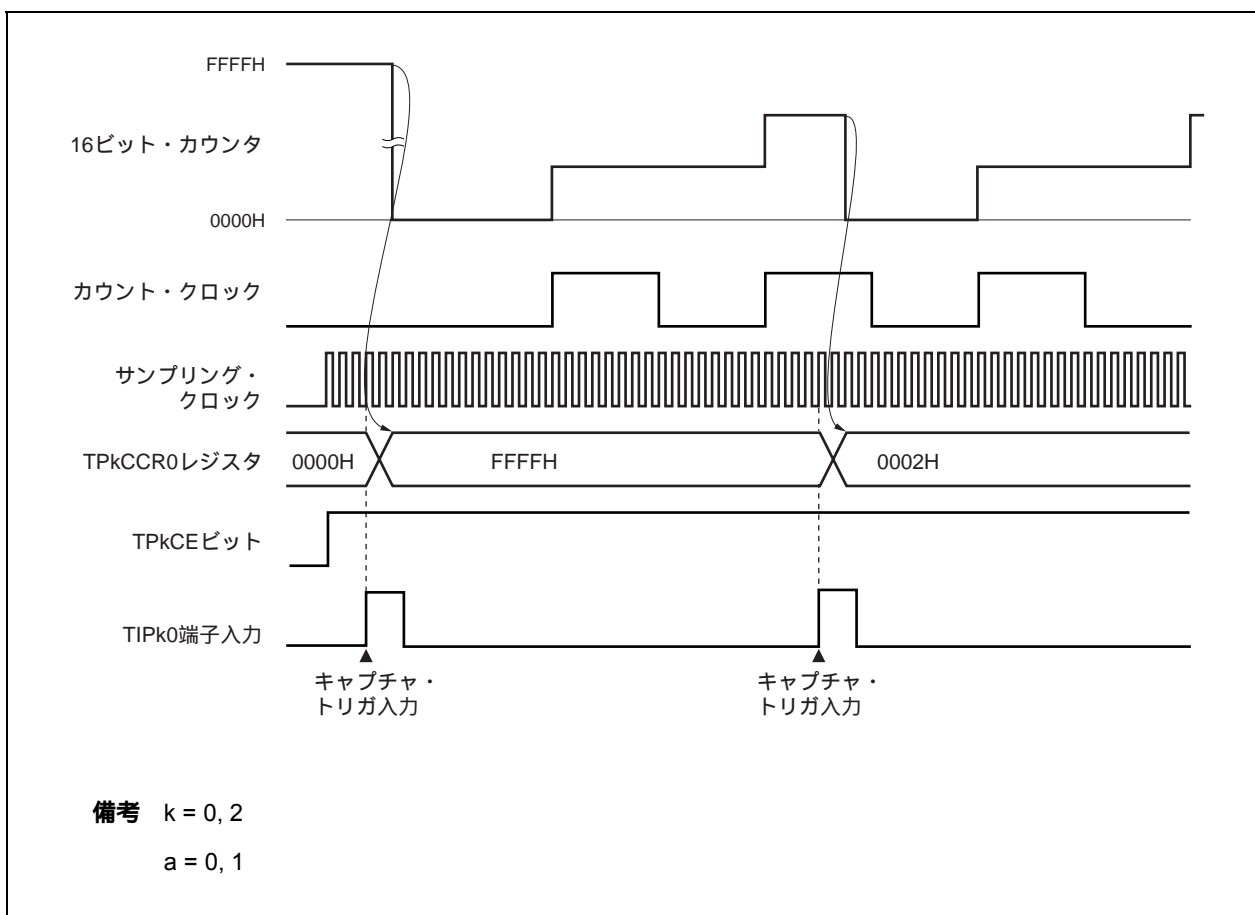 FFFFH
16ビット・カウンタ
0000H
カウント・クロック
サンプリング・
クロック
TPkCCR0レジスタ 0000H FFFFH 0002H
TPkCEビット
TIPk0端子入力
キャプチャ・
トリガ入力
キャプチャ・
トリガ入力
備考 k = 0, 2
a = 0, 1